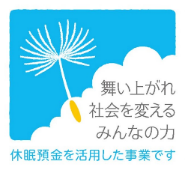 舞い上がれ
社会を変える
みんなの力
休眠預金を活用した事業です